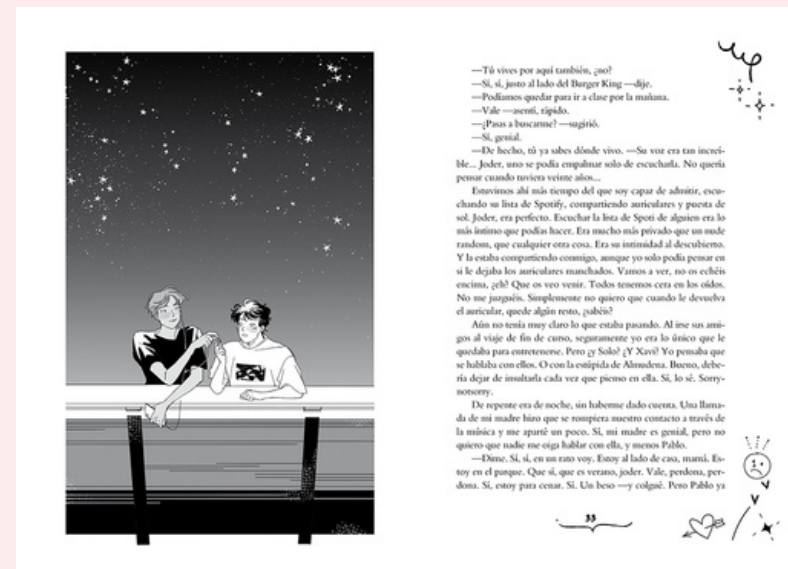 —Tú vives por aquí también, ¿no?
—Sí, sí, justo al lado del Burger King —dije.
—Podíamos quedar para ir a clase por la mañana.
—Vale —asentí, rápido.
—¿Pasas a buscarme? —sugirió.
—Sí, genial.
—De hecho, tú ya sabes dónde vivo. —Su voz era tan increí-
ble... Joder, uno se podía empalmar solo de escucharla. No quería
pensar cuando tuviera veinte años...
Estuvimos ahí más tiempo del que soy capaz de admitir, escu-
chando su lista de Spotify, compartiendo auriculares y puesta de
sol. Joder, era perfecto. Escuchar la lista de Spoti de alguien era lo
más íntimo que podías hacer. Era mucho más privado que un nude
random, que cualquier otra cosa. Era su intimidad al descubierto.
Y la estaba compartiendo conmigo, aunque yo solo podía pensar en
si le dejaba los auriculares manchados. Vamos a ver, no os echéis
encima, ¿eh? Que os veo venir. Todos tenemos cera en los oídos.
No me juzguéis. Simplemente no quiero que cuando le devuelva
el auricular, quede algún resto, ¿sabéis?
Aún no tenía muy claro lo que estaba pasando. Al irse sus ami-
gos al viaje de fin de curso, seguramente yo era lo único que le
quedaba para entretenerse. Pero ¿y Solo? ¿Y Xavi? Yo pensaba que
se hablaba con ellos. O con la estúpida de Almudena. Bueno, debe-
ría dejar de insultarla cada vez que pienso en ella. Sí, lo sé. Sorry-
notsorry.
De repente era de noche, sin haberme dado cuenta. Una llama-
da de mi madre hizo que se rompiera nuestro contacto a través de
la música y me aparté un poco. Sí, mi madre es genial, pero no
quiero que nadie me oiga hablar con ella, y menos Pablo.
—Dime. Sí, sí, en un rato voy. Estoy al lado de casa, mamá. Es-
toy en el parque. Que sí, que es verano, joder. Vale, perdona, per-
dona. Sí, estoy para cenar. Sí. Un beso —y colgué. Pero Pablo ya
33